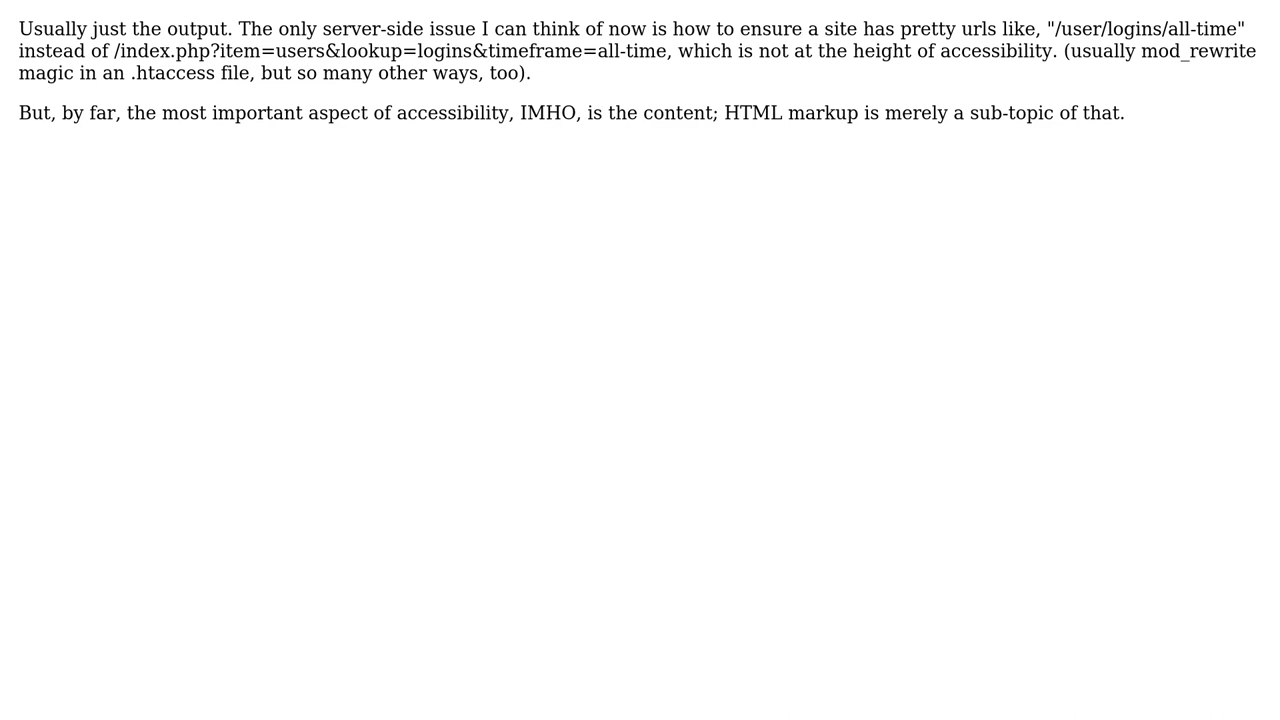 Usually just the output. The only server-side issue I can think of now is how to ensure a site has pretty urls like, "/user/logins/all-time"
instead of /index.php?item=users&lookup=logins&timeframe=all-time, which is not at the height of accessibility. (usually mod_rewrite
magic in an .htaccess file, but so many other ways, too).
But, by far, the most important aspect of accessibility, IMHO, is the content; HTML markup is merely a sub-topic of that.